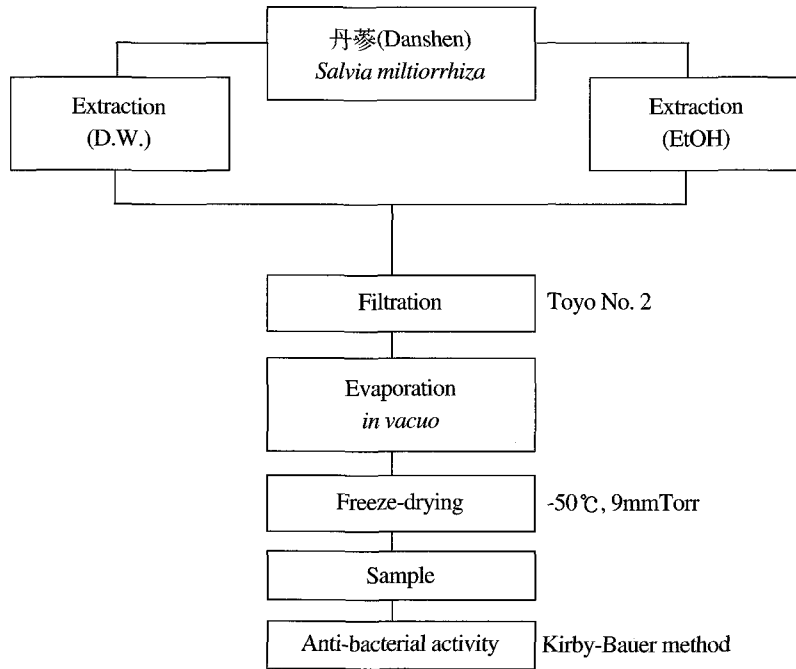 丹蔘(Danshen)
Salvia miltiorrhiza
Extraction
(D.W.)
Extraction
(EtOH)
Filtration
Toyo No. 2
Evaporation
in vacuo
Freeze-drying
-50℃, 9mmTorr
Sample
Anti-bacterial activity
Kirby-Bauer method